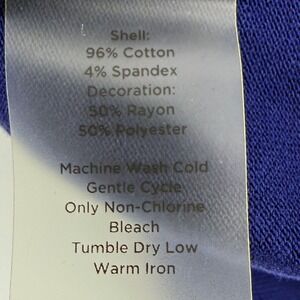 Shell:
96% Cotton
4% Spandex
Decoration:
50% Rayon
50% Polyester
Machine Wash Cold
Gentle Cycle
Only Non-Chlorine
Bleach
Tumble Dry Low
Warm Iron